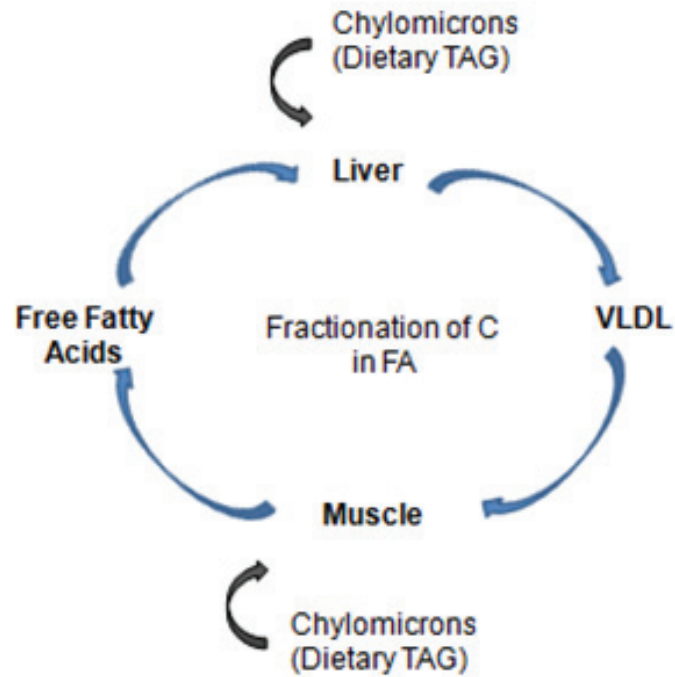 Chylomicrons
(Dietary TAG)
Liver
Free Fatty
Acids
Fractionation of C
in FA
VLDL
Muscle
Chylomicrons
(Dietary TAG)